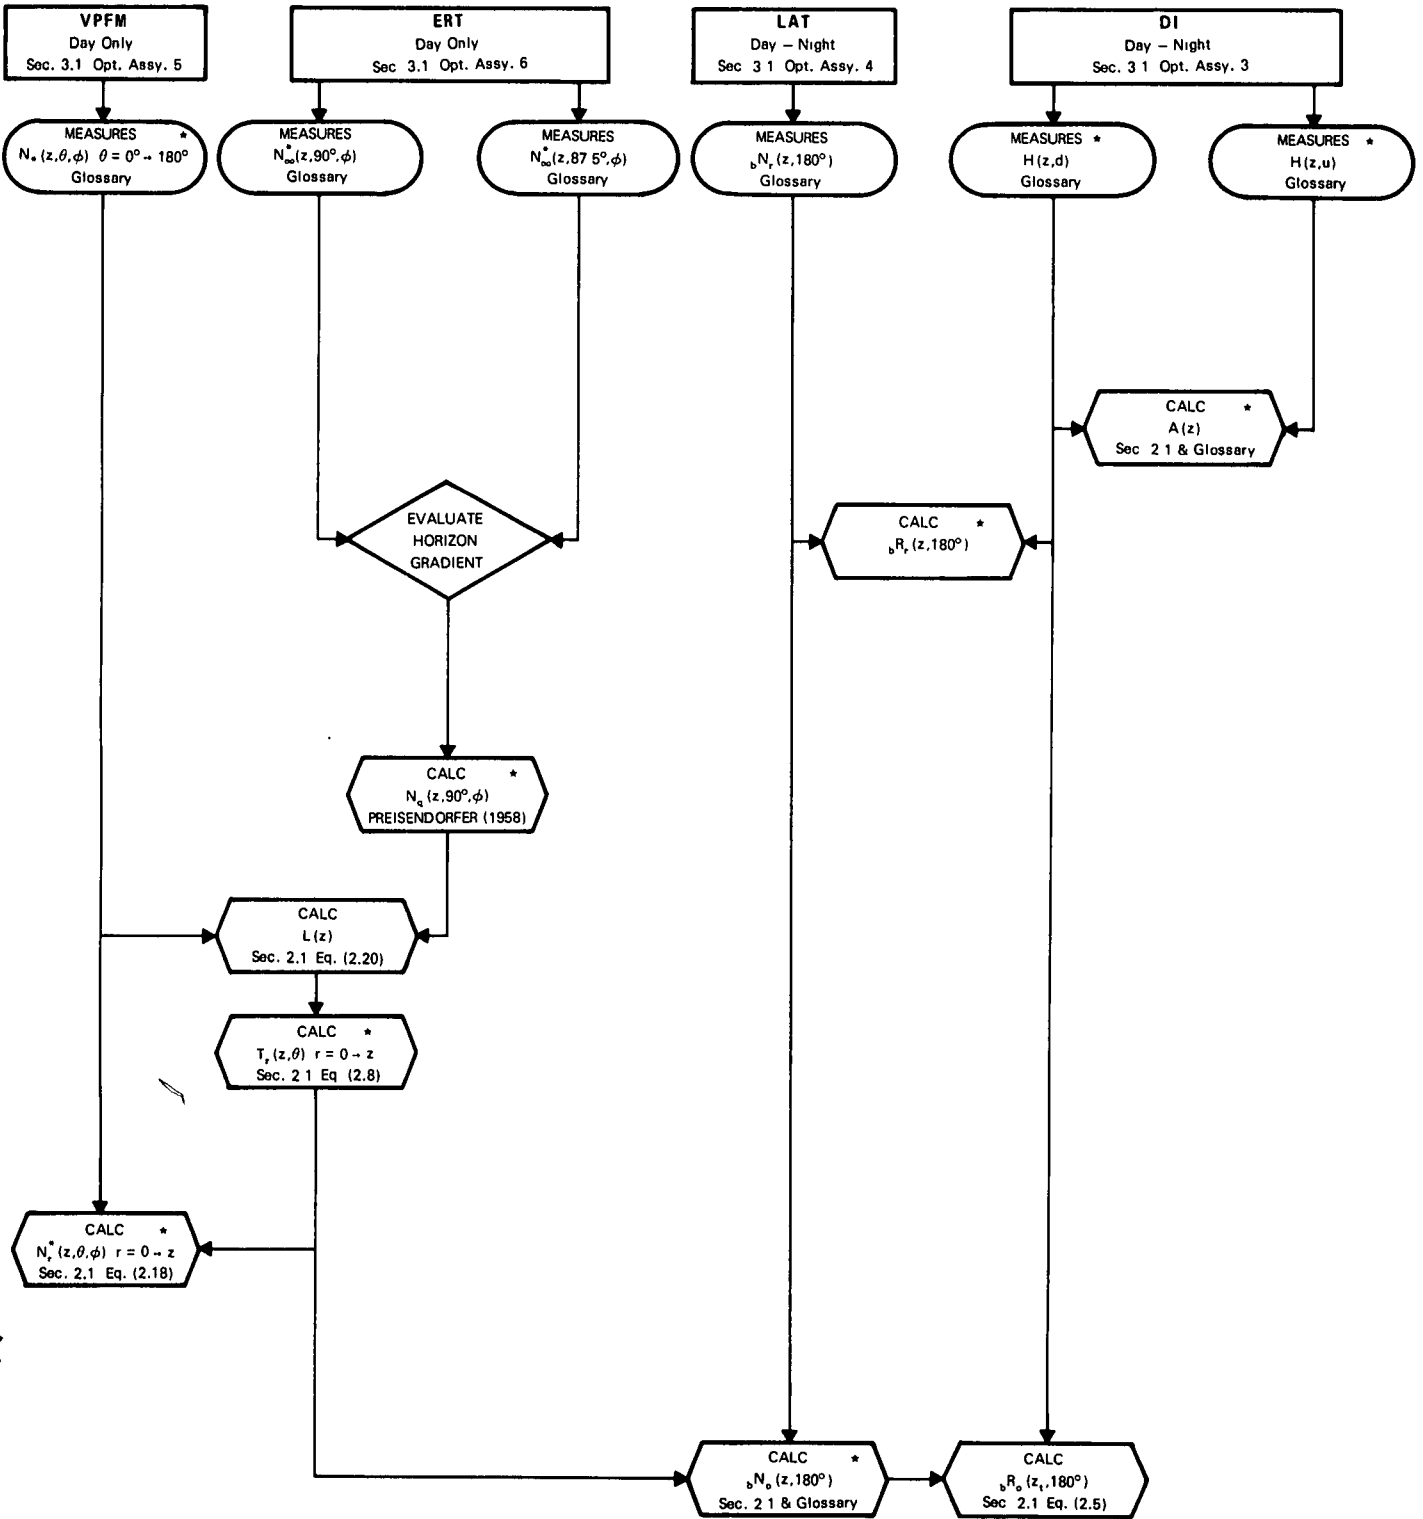 VPFM
Day Only
Sec. 3.1 Opt. Assy. 5
ERT
Day Only
Sec 3.1 Opt. Assy. 6
LAT
Day – Night
Sec 3 1 Opt. Assy. 4
DI
Day – Night
Sec. 3 1 Opt. Assy. 3
MEASURES *
N*(z,θ,ϕ) θ = 0° → 180°
Glossary
MEASURES
N*∞(z,90°,ϕ)
Glossary
MEASURES
N*∞(z,87 5°,ϕ)
Glossary
MEASURES
bNr(z,180°)
Glossary
MEASURES *
H(z,d)
Glossary
MEASURES *
H(z,u)
Glossary
CALC *
A(z)
Sec 2 1 & Glossary
EVALUATE
HORIZON
GRADIENT
CALC *
bRr(z,180°)
CALC *
Nq(z,90°,ϕ)
PREISENDORFER (1958)
CALC
L(z)
Sec. 2.1 Eq. (2.20)
CALC *
Tr(z,θ) r = 0 → z
Sec. 2 1 Eq (2.8)
CALC *
N*r(z,θ,ϕ) r = 0 → z
Sec. 2.1 Eq. (2.18)
CALC *
bNo(z,180°)
Sec. 2 1 & Glossary
CALC
bRo(zt,180°)
Sec 2.1 Eq. (2.5)